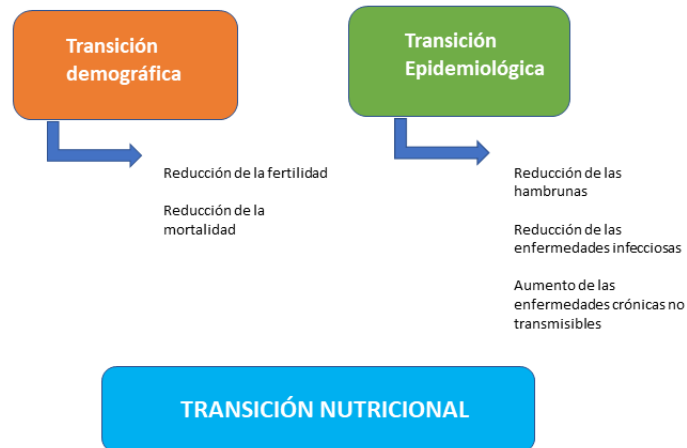 Transición
demográfica
Reducción de la fertilidad
Reducción de la
mortalidad
Transición
Epidemiológica
Reducción de las
hambrunas
Reducción de las
enfermedades infecciosas
Aumento de las
enfermedades crónicas no
transmisibles
TRANSICIÓN NUTRICIONAL